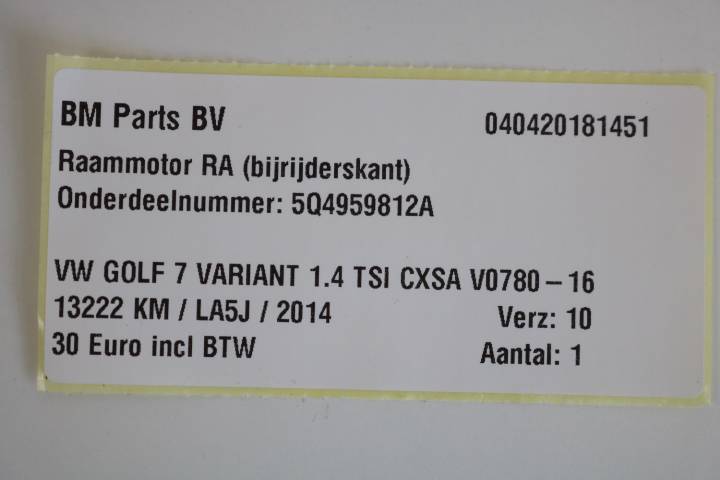 BM Parts BV 040420181451
Raammotor RA (bijrijderskant)
Onderdeelnummer: 5Q4959812A
VW GOLF 7 VARIANT 1.4 TSI CXSA V0780 – 16
13222 KM / LA5J / 2014 Verz: 10
30 Euro incl BTW Aantal: 1